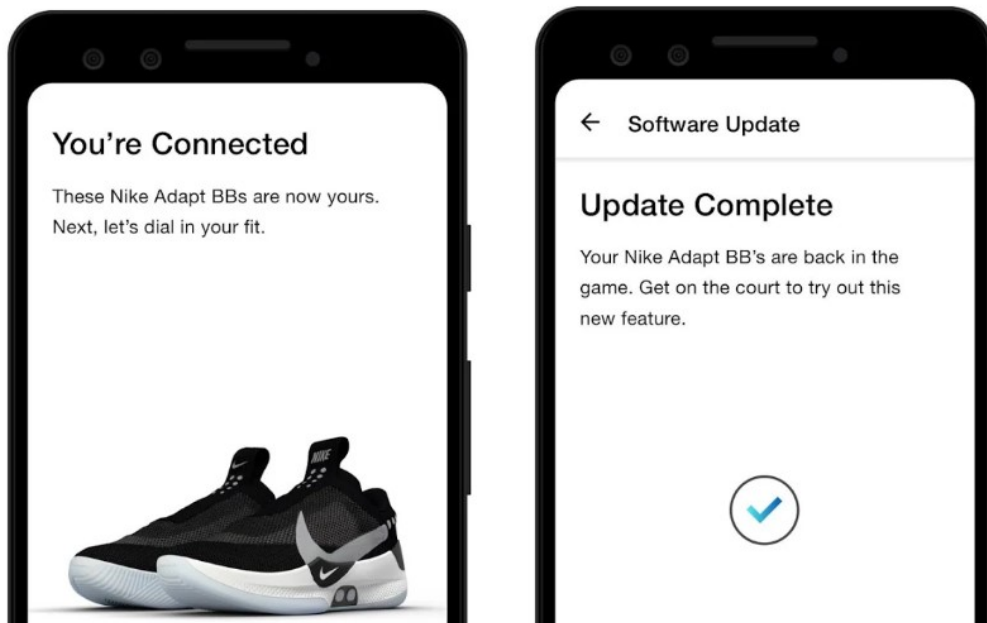 You’re Connected
These Nike Adapt BBs are now yours.
Next, let’s dial in your fit.
NIKE
Software Update
Update Complete
Your Nike Adapt BB’s are back in the
game. Get on the court to try out this
new feature.